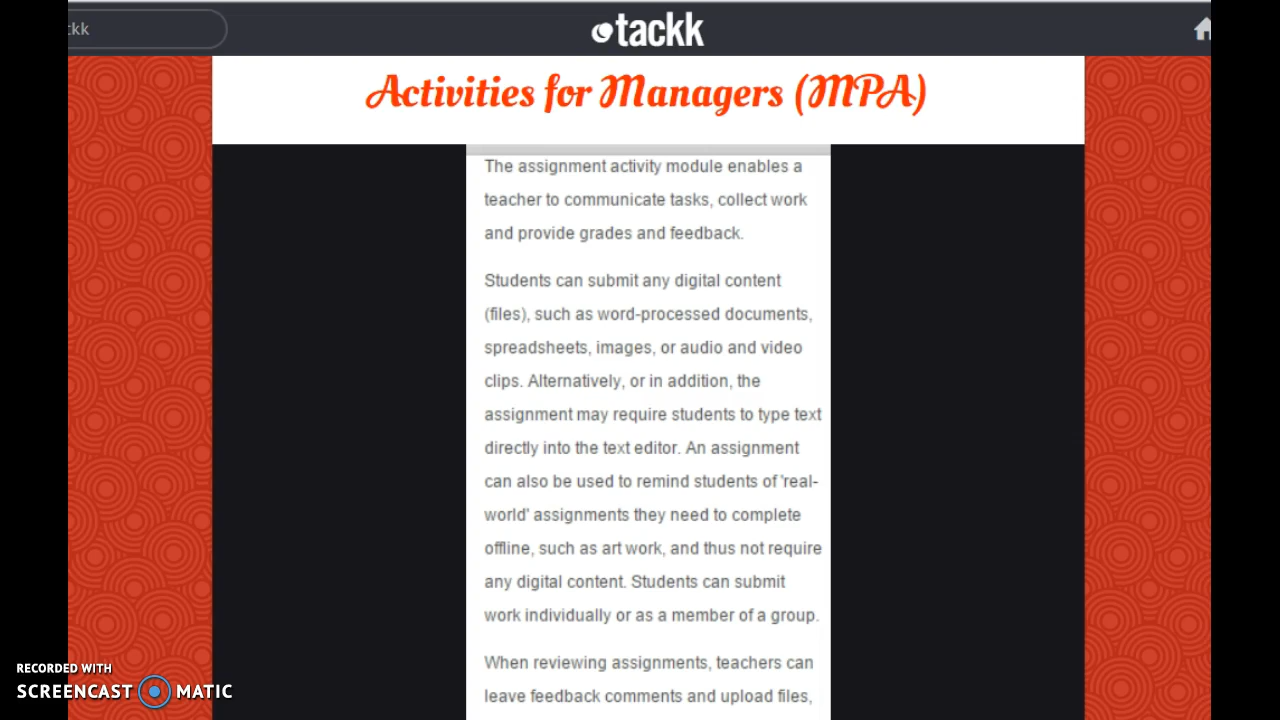 ckk
tackk
Activities for Managers (MPA)
The assignment activity module enables a
teacher to communicate tasks, collect work
and provide grades and feedback.
Students can submit any digital content
(files), such as word-processed documents,
spreadsheets, images, or audio and video
clips. Alternatively, or in addition, the
assignment may require students to type text
directly into the text editor. An assignment
can also be used to remind students of 'real-
world' assignments they need to complete
offline, such as art work, and thus not require
any digital content. Students can submit
work individually or as a member of a group.
When reviewing assignments, teachers can
leave feedback comments and upload files,
RECORDED WITH
SCREENCAST MATIC